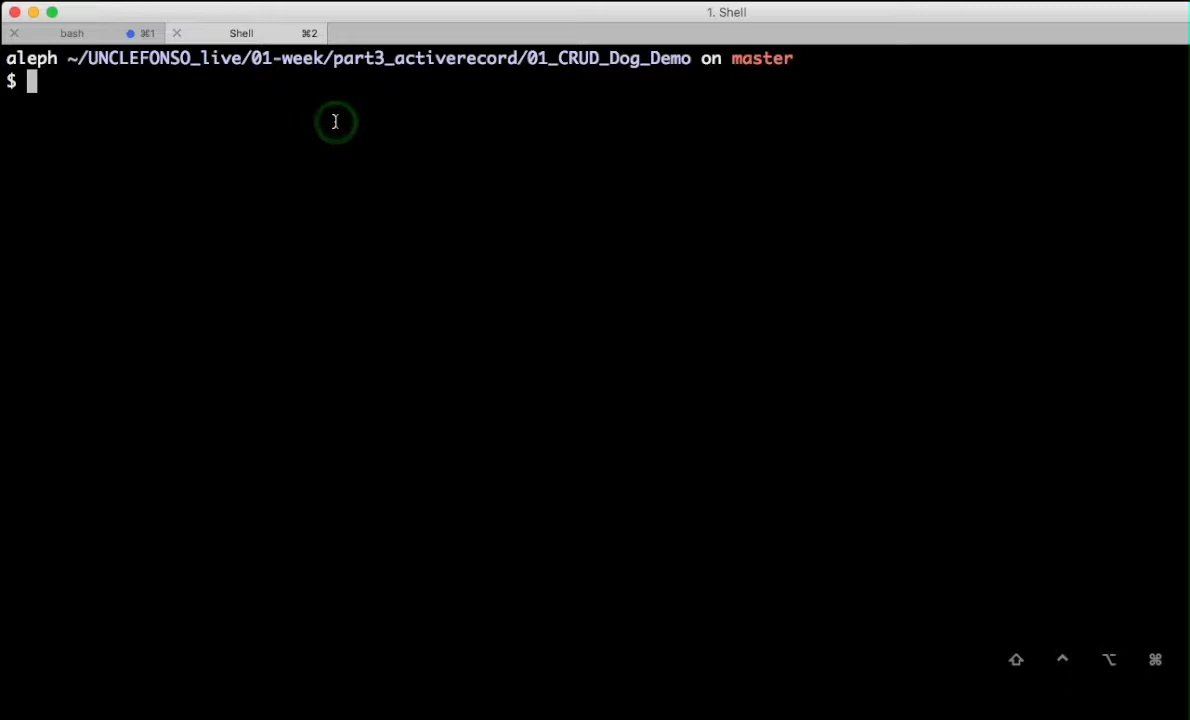 1. Shell
bash ⌘1 Shell ⌘2
aleph ~/UNCLEFONSO_live/01-week/part3_activerecord/01_CRUD_Dog_Demo on master
$
⇧ ^ ⌥ ⌘